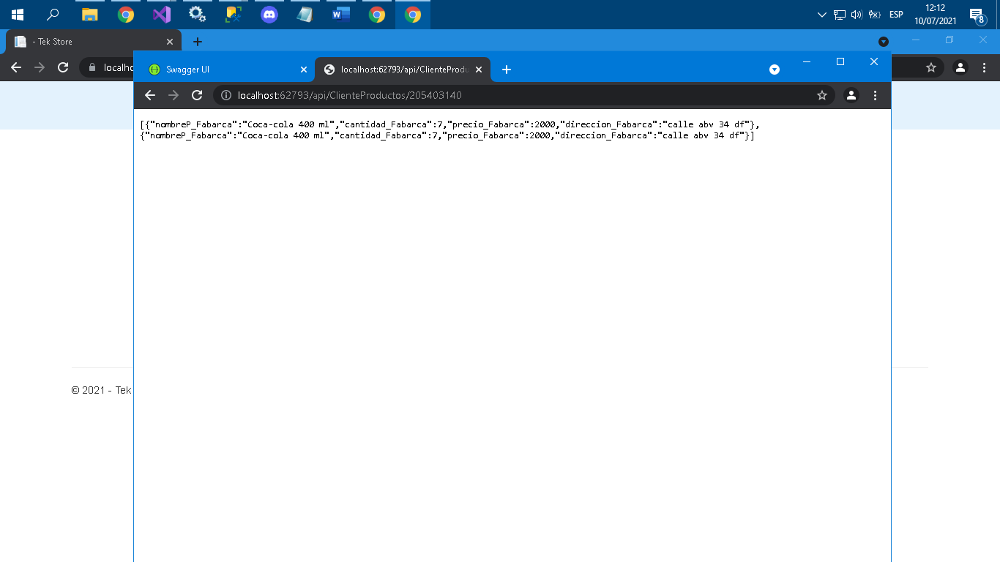 ESP
12:12
10/07/2021
8
- Tek Store
localho
Swagger UI
localhost:62793/api/ClienteProdu
localhost:62793/api/ClienteProductos/205403140
[{"nombreP_Fabarca":"Coca-cola 400 ml","cantidad_Fabarca":7,"precio_Fabarca":2000,"direccion_Fabarca":"calle abv 34 df"},
{"nombreP_Fabarca":"Coca-cola 400 ml","cantidad_Fabarca":7,"precio_Fabarca":2000,"direccion_Fabarca":"calle abv 34 df"}]
© 2021 - Tek